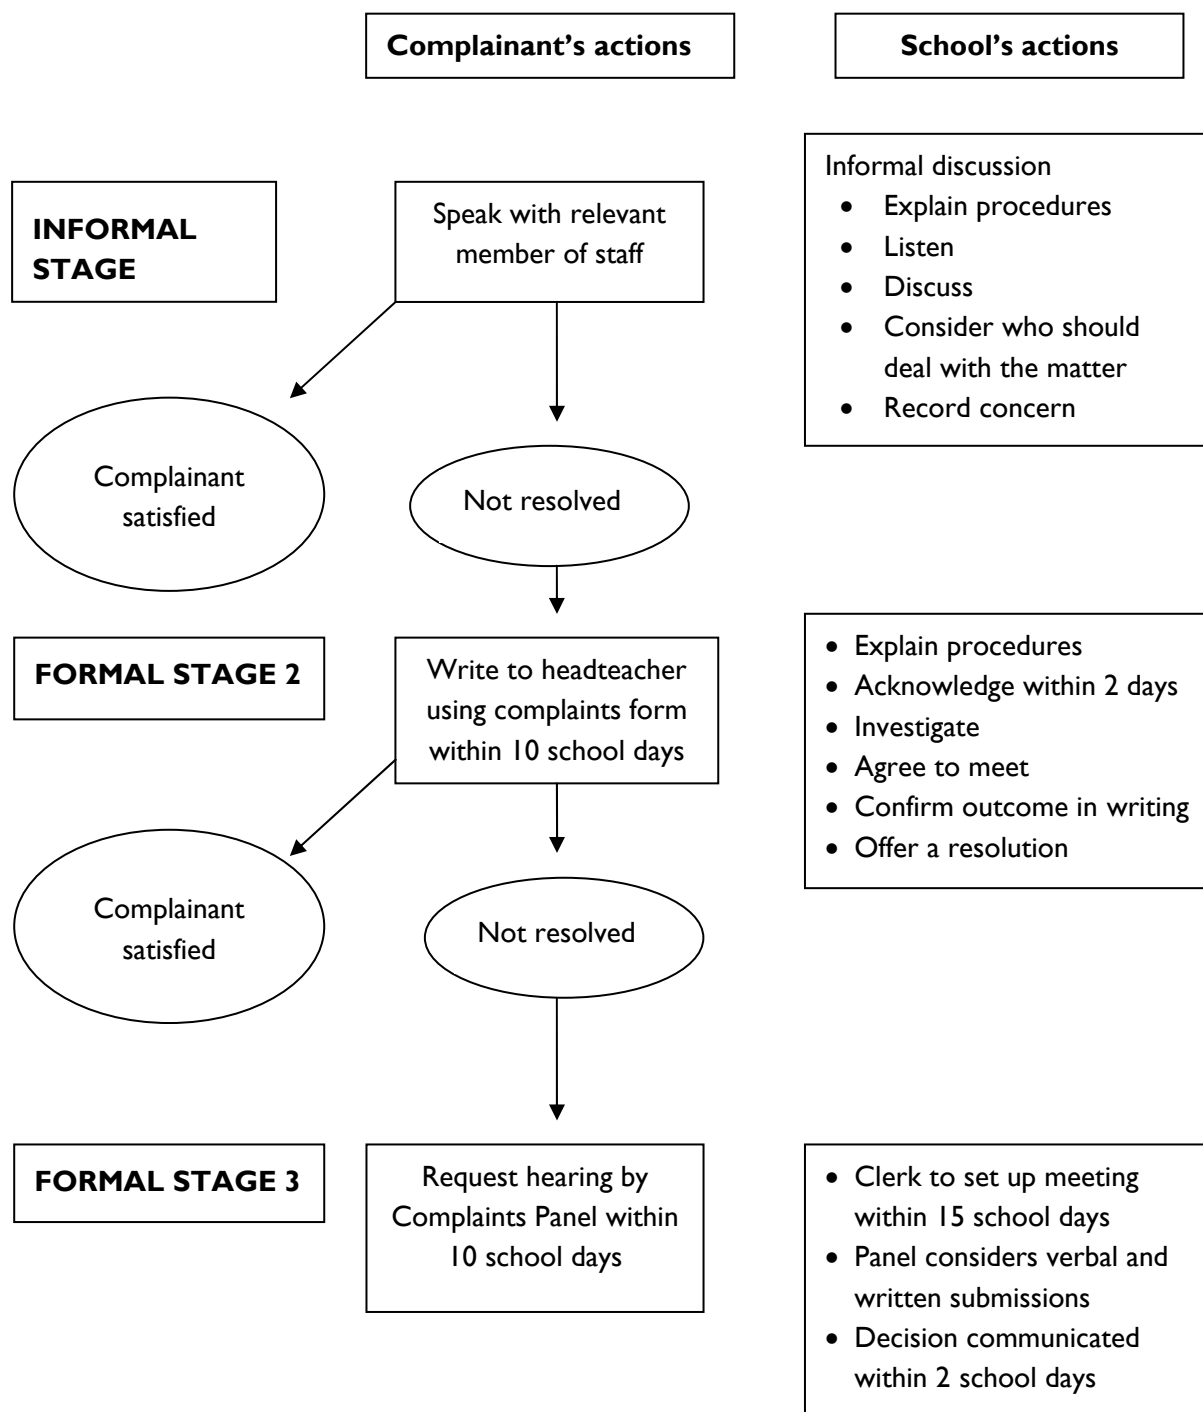 Complainant’s actions
School’s actions
INFORMAL
STAGE
Speak with relevant
member of staff
Informal discussion
• Explain procedures
• Listen
• Discuss
• Consider who should
deal with the matter
• Record concern
Complainant
satisfied
Not resolved
FORMAL STAGE 2
Write to headteacher
using complaints form
within 10 school days
• Explain procedures
• Acknowledge within 2 days
• Investigate
• Agree to meet
• Confirm outcome in writing
• Offer a resolution
Complainant
satisfied
Not resolved
FORMAL STAGE 3
Request hearing by
Complaints Panel within
10 school days
• Clerk to set up meeting
within 15 school days
• Panel considers verbal and
written submissions
• Decision communicated
within 2 school days